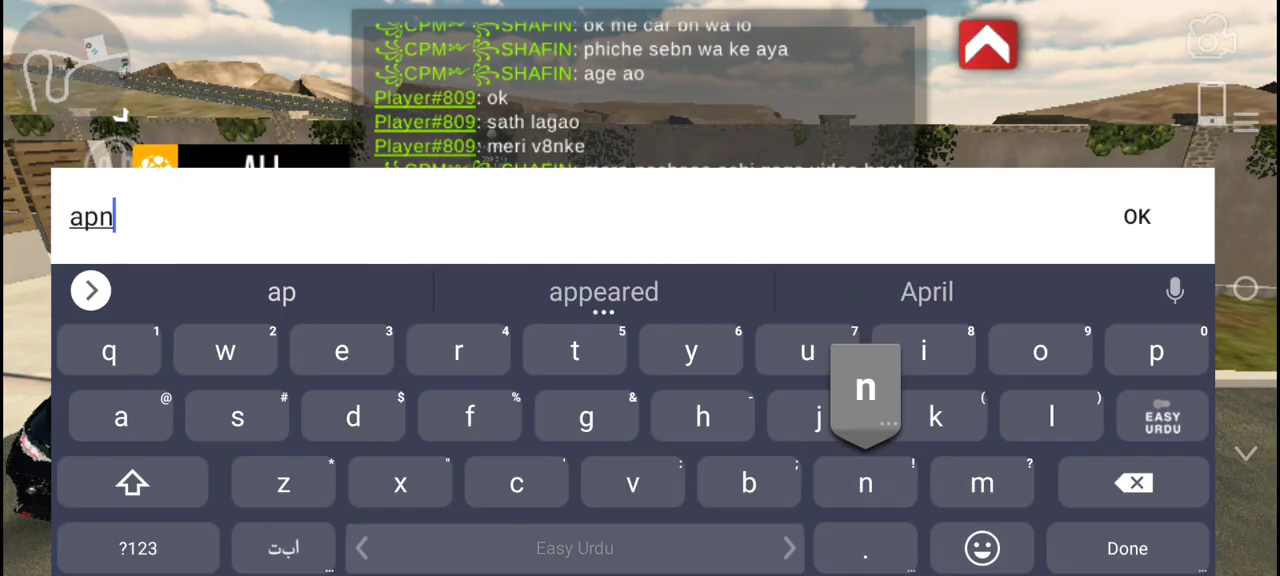 ꧁CPM༒꧂SHAFIN: ok me car bn wa lo
꧁CPM༒꧂SHAFIN: phiche sebn wa ke aya
꧁CPM༒꧂SHAFIN: age ao
Player#809: ok
Player#809: sath lagao
Player#809: meri v8nke
ALL
apn
OK
ap appeared April
q 1 w 2 e 3 r 4 t 5 y 6 u 7 i 8 o 9 p 0
n
a @ s # d $ f % g & h - j k ( l ) EASY URDU
z * x " c ' v : b ; n ! m ?
?123 ابت Easy Urdu . Done